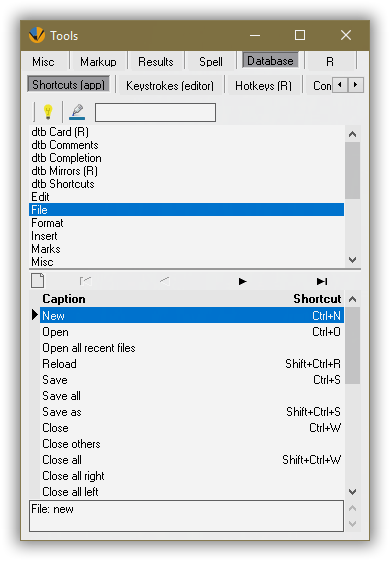 Tools
Misc Markup Results Spell Database R
Shortcuts (app) Keystrokes (editor) Hotkeys (R)
dtb Card (R)
dtb Comments
dtb Completion
dtb Mirrors (R)
dtb Shortcuts
Edit
File
Format
Insert
Marks
Misc
Caption Shortcut
New Ctrl+N
Open Ctrl+O
Open all recent files
Reload Shift+Ctrl+R
Save Ctrl+S
Save all
Save as Shift+Ctrl+S
Close Ctrl+W
Close others
Close all Shift+Ctrl+W
Close all right
Close all left
File: new